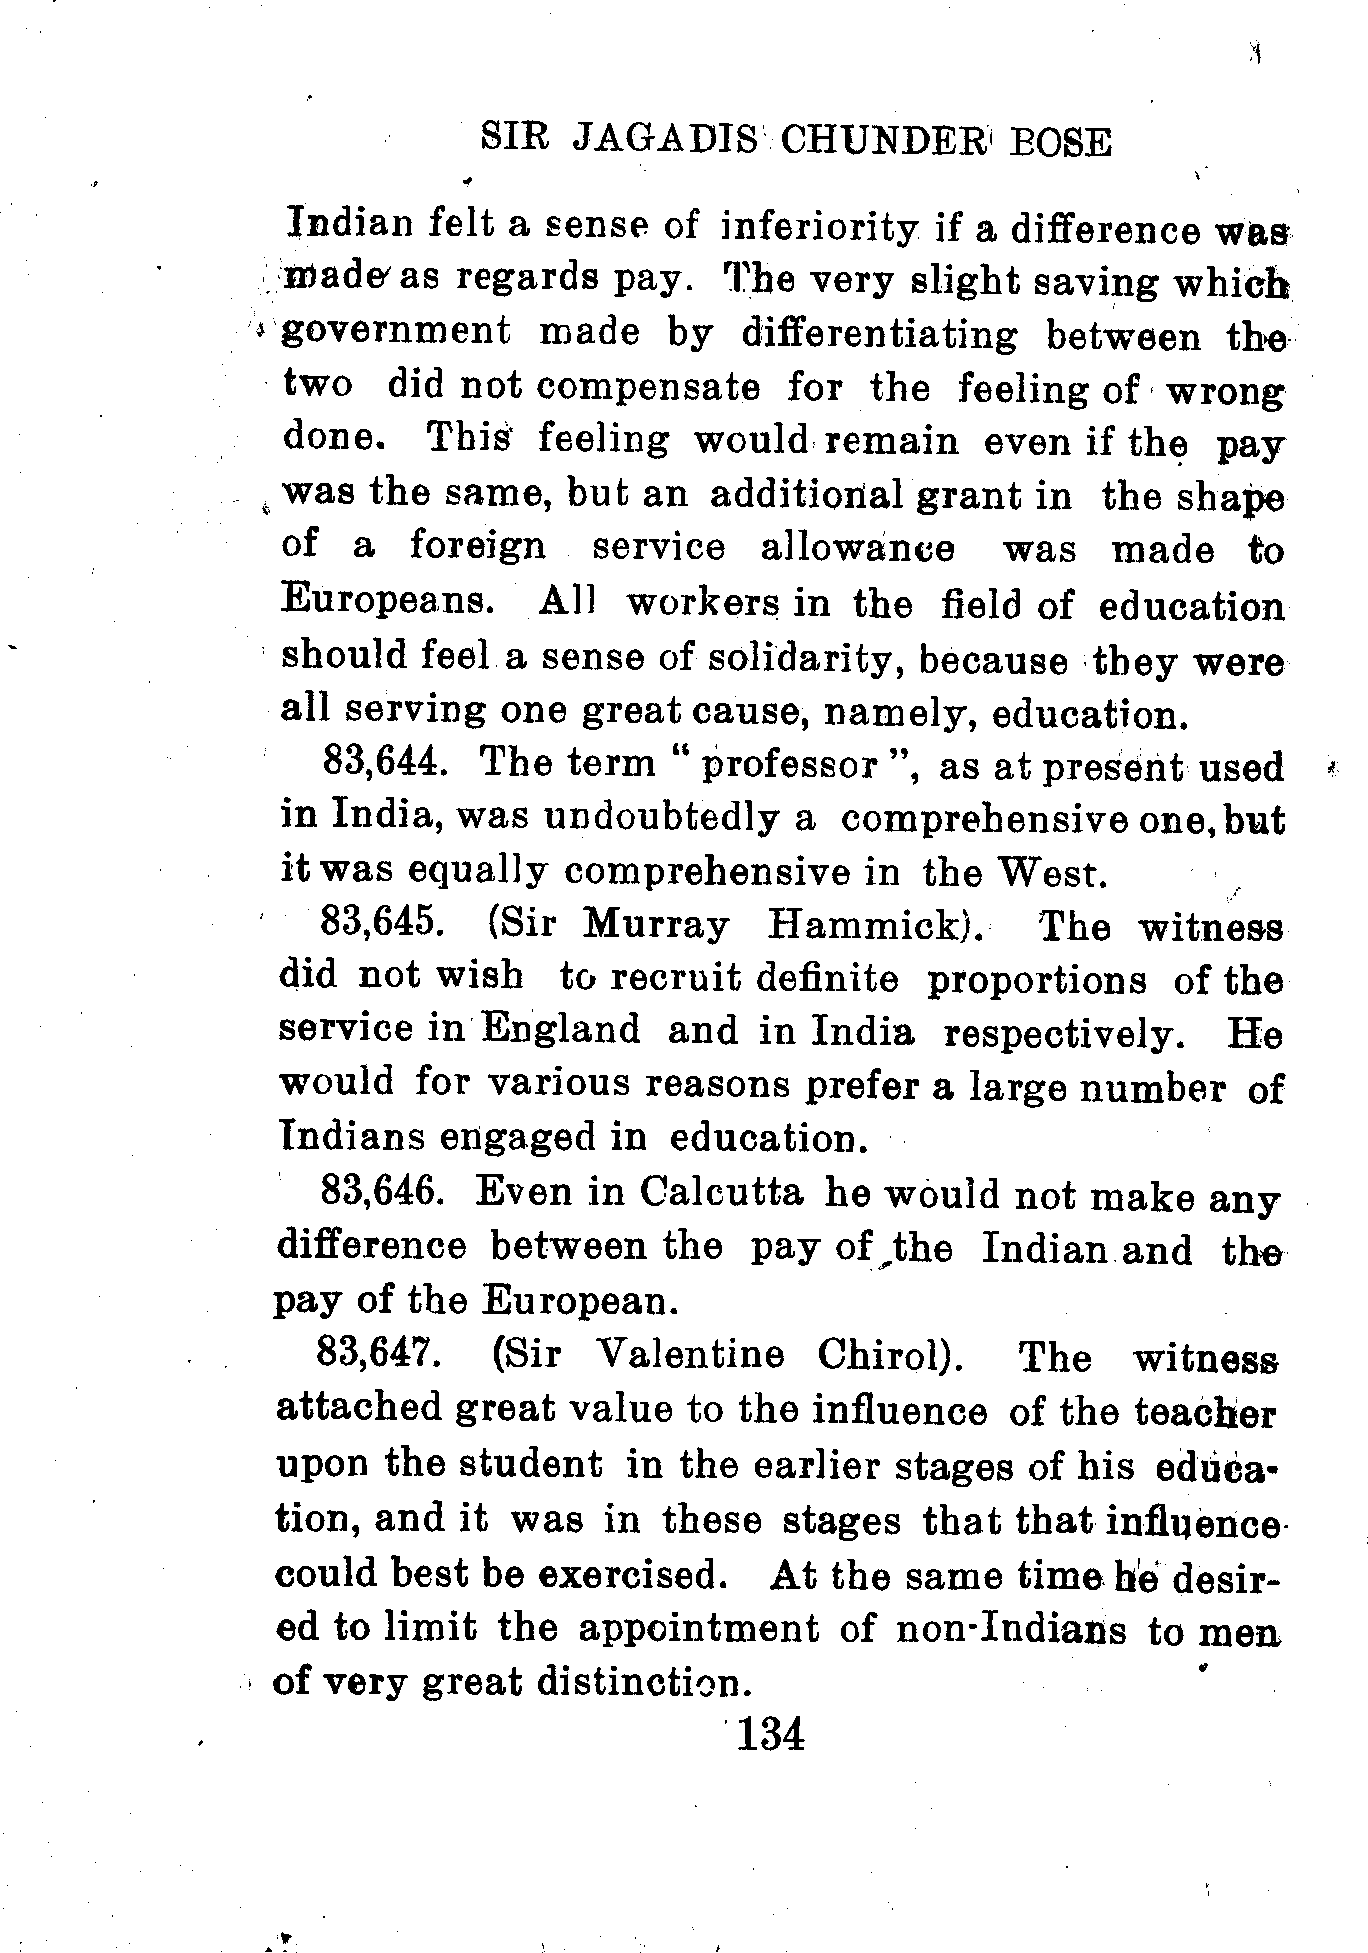 SIR JAGADIS CHUNDER BOSE
Indian felt a sense of inferiority if a difference was
made as regards pay. The very slight saving which
government made by differentiating between the
two did not compensate for the feeling of wrong
done. This feeling would remain even if the pay
was the same, but an additional grant in the shape
of a foreign service allowance was made to
Europeans. All workers in the field of education
should feel a sense of solidarity, because they were
all serving one great cause, namely, education.
83,644. The term “ professor ”, as at present used
in India, was undoubtedly a comprehensive one, but
it was equally comprehensive in the West.
83,645. (Sir Murray Hammick). The witness
did not wish to recruit definite proportions of the
service in England and in India respectively. He
would for various reasons prefer a large number of
Indians engaged in education.
83,646. Even in Calcutta he would not make any
difference between the pay of the Indian and the
pay of the European.
83,647. (Sir Valentine Chirol). The witness
attached great value to the influence of the teacher
upon the student in the earlier stages of his educa-
tion, and it was in these stages that that influence
could best be exercised. At the same time he desir-
ed to limit the appointment of non-Indians to men
of very great distinction.
134